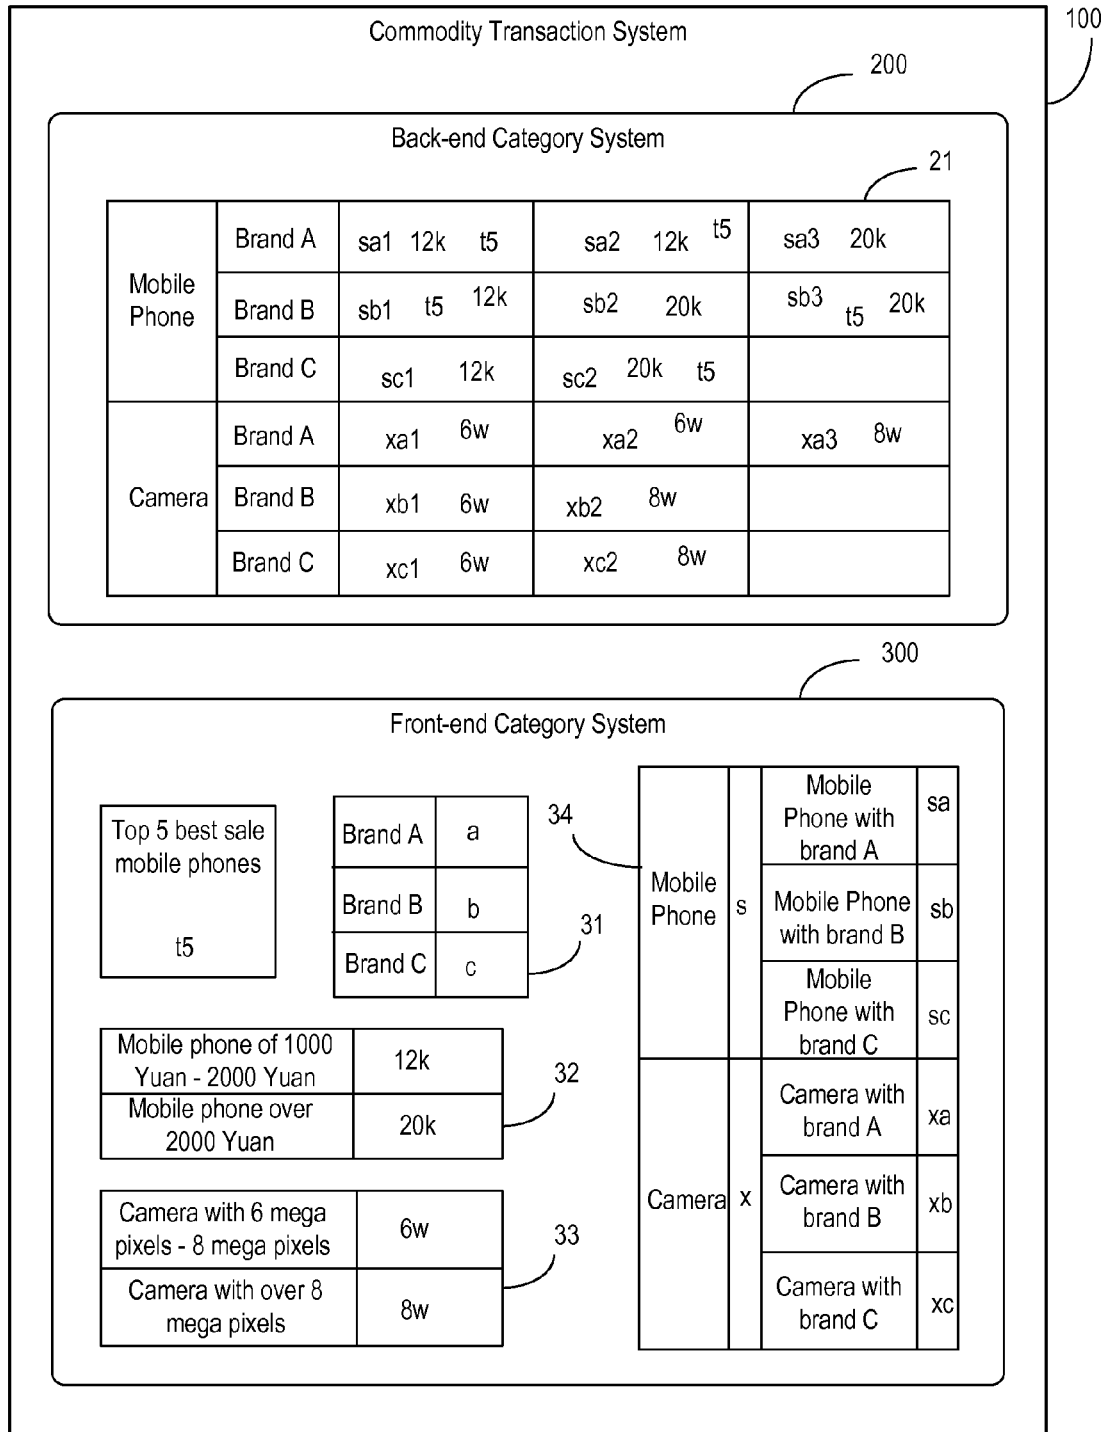 Commodity Transaction System
100
200
Back-end Category System
21
Mobile
Phone
Brand A
sa1 12k t5
sa2 12k t5
sa3 20k
Brand B
sb1 t5 12k
sb2 20k
sb3 t5 20k
Brand C
sc1 12k
sc2 20k t5
Camera
Brand A
xa1 6w
xa2 6w
xa3 8w
Brand B
xb1 6w
xb2 8w
Brand C
xc1 6w
xc2 8w
300
Front-end Category System
Top 5 best sale
mobile phones
t5
Brand A a
Brand B b
Brand C c
31
Mobile phone of 1000
Yuan - 2000 Yuan
12k
Mobile phone over
2000 Yuan
20k
32
Camera with 6 mega
pixels - 8 mega pixels
6w
Camera with over 8
mega pixels
8w
33
34
Mobile
Phone
s
Mobile
Phone with
brand A
sa
Mobile Phone
with brand B
sb
Mobile
Phone with
brand C
sc
Camera
x
Camera with
brand A
xa
Camera with
brand B
xb
Camera with
brand C
xc